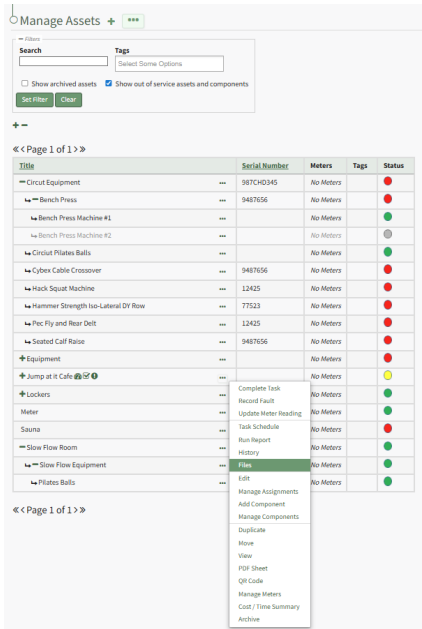 Manage Assets + •••
Filters
Search Tags
Select Some Options
Show archived assets Show out of service assets and components
Set Filter Clear
+ −
« ‹ Page 1 of 1 › »
Title Serial Number Meters Tags Status
Circut Equipment ••• 987CHD345 No Meters
Bench Press ••• 9487656 No Meters
Bench Press Machine #1 ••• No Meters
Bench Press Machine #2 ••• No Meters
Circiut Pilates Balls ••• No Meters
Cybex Cable Crossover ••• 9487656 No Meters
Hack Squat Machine ••• 12425 No Meters
Hammer Strength Iso-Lateral DY Row ••• 77523 No Meters
Pec Fly and Rear Delt ••• 12425 No Meters
Seated Calf Raise ••• 9487656 No Meters
Equipment ••• No Meters
Jump at it Cafe ••• No Meters
Lockers ••• No Meters
Meter ••• No Meters
Sauna ••• No Meters
Slow Flow Room ••• No Meters
Slow Flow Equipment ••• No Meters
Pilates Balls ••• No Meters
Complete Task
Record Fault
Update Meter Reading
Task Schedule
Run Report
History
Files
Edit
Manage Assignments
Add Component
Manage Components
Duplicate
Move
View
PDF Sheet
QR Code
Manage Meters
Cost / Time Summary
Archive
« ‹ Page 1 of 1 › »